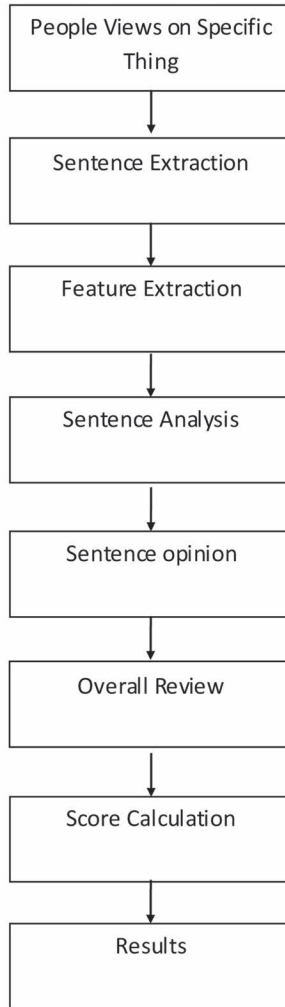 People Views on Specific
Thing
Sentence Extraction
Feature Extraction
Sentence Analysis
Sentence opinion
Overall Review
Score Calculation
Results